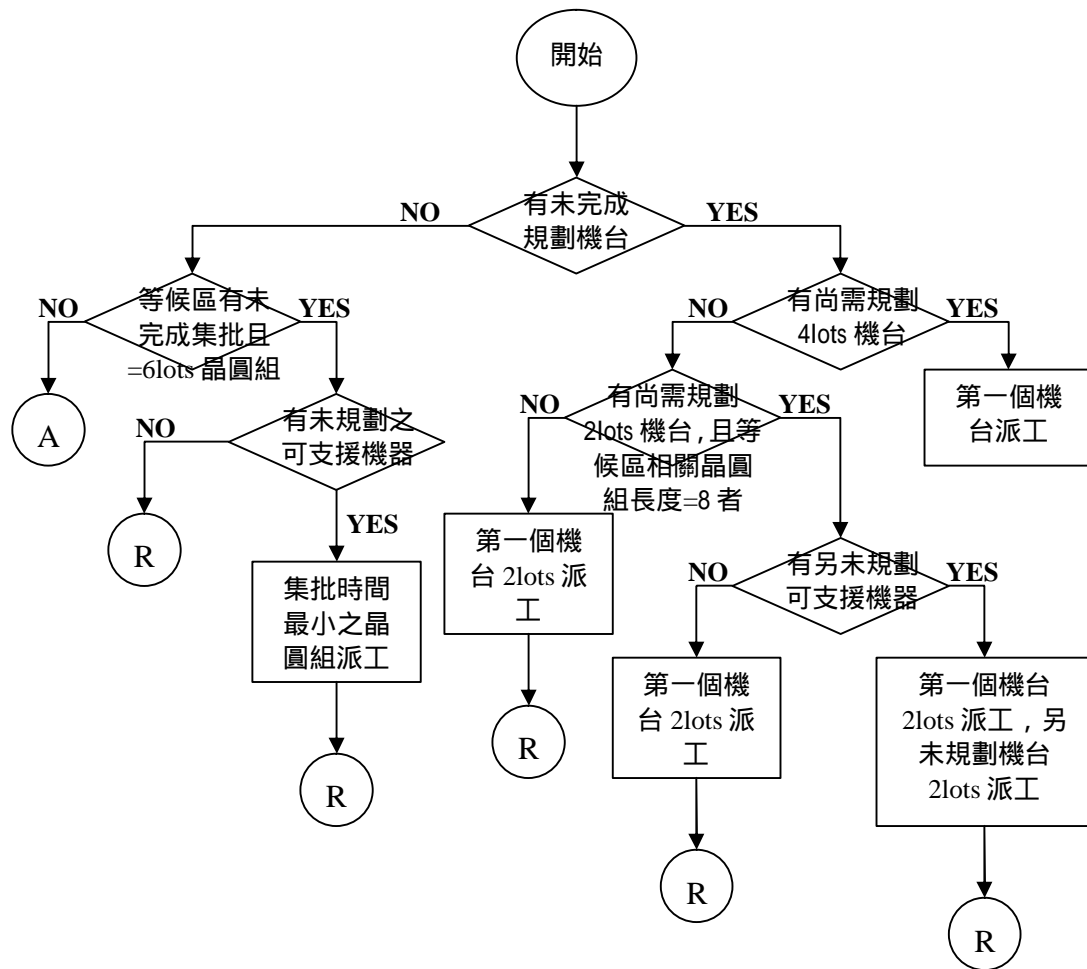 開始
有未完成
規劃機台
NO
YES
等候區有未
完成集批且
=6lots 晶圓組
NO
YES
有尚需規劃
4lots 機台
NO
YES
A
有未規劃之
可支援機器
NO
YES
有尚需規劃
2lots 機台,且等
候區相關晶圓
組長度=8 者
NO
YES
第一個機
台派工
R
集批時間
最小之晶
圓組派工
第一個機
台 2lots 派
工
有另未規劃
可支援機器
NO
YES
R
R
第一個機
台 2lots 派
工
第一個機台
2lots 派工,另
未規劃機台
2lots 派工
R
R